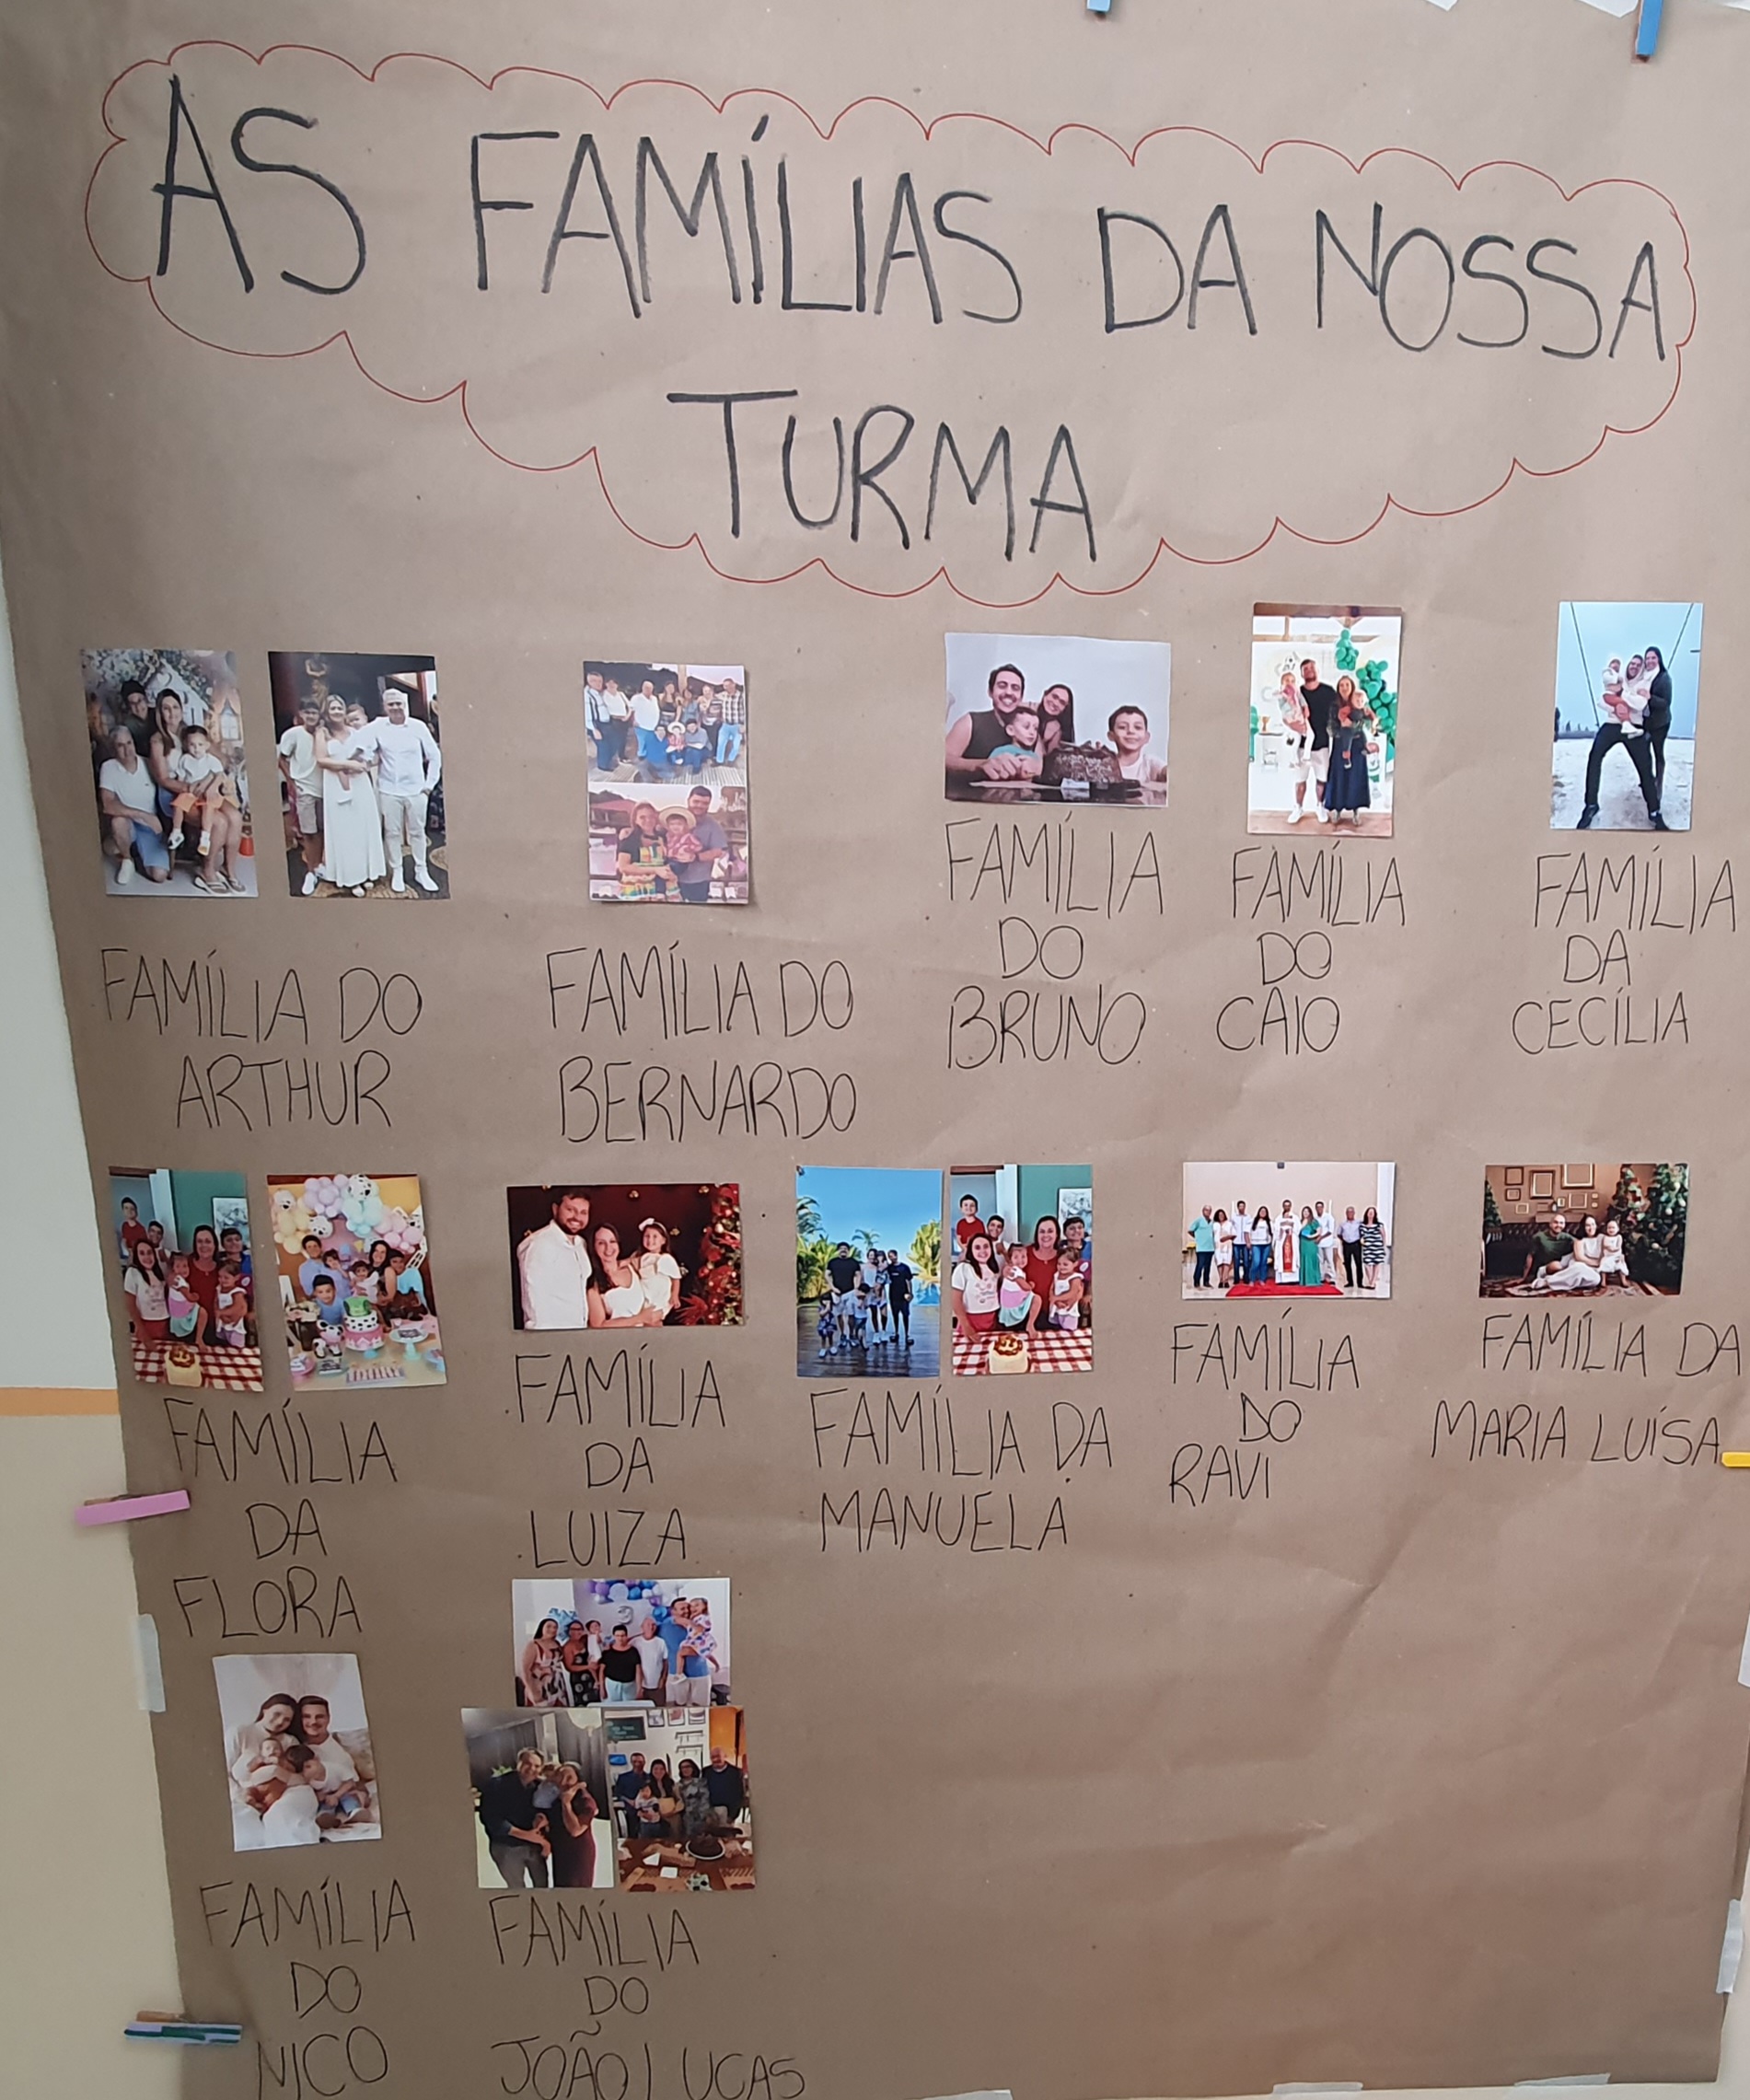 AS FAMÍLIAS DA NOSSA
TURMA
FAMÍLIA DO
ARTHUR
FAMÍLIA DO
BERNARDO
FAMÍLIA
DO
BRUNO
FAMÍLIA
DO
CAIO
FAMÍLIA
DA
CECÍLIA
FAMÍLIA
DA
FLORA
FAMÍLIA
DA
LUIZA
FAMÍLIA DA
MANUELA
FAMÍLIA
DO
RAVI
FAMÍLIA DA
MARIA LUÍSA
FAMÍLIA
DO
NICO
FAMÍLIA
DO
JOÃO LUCAS